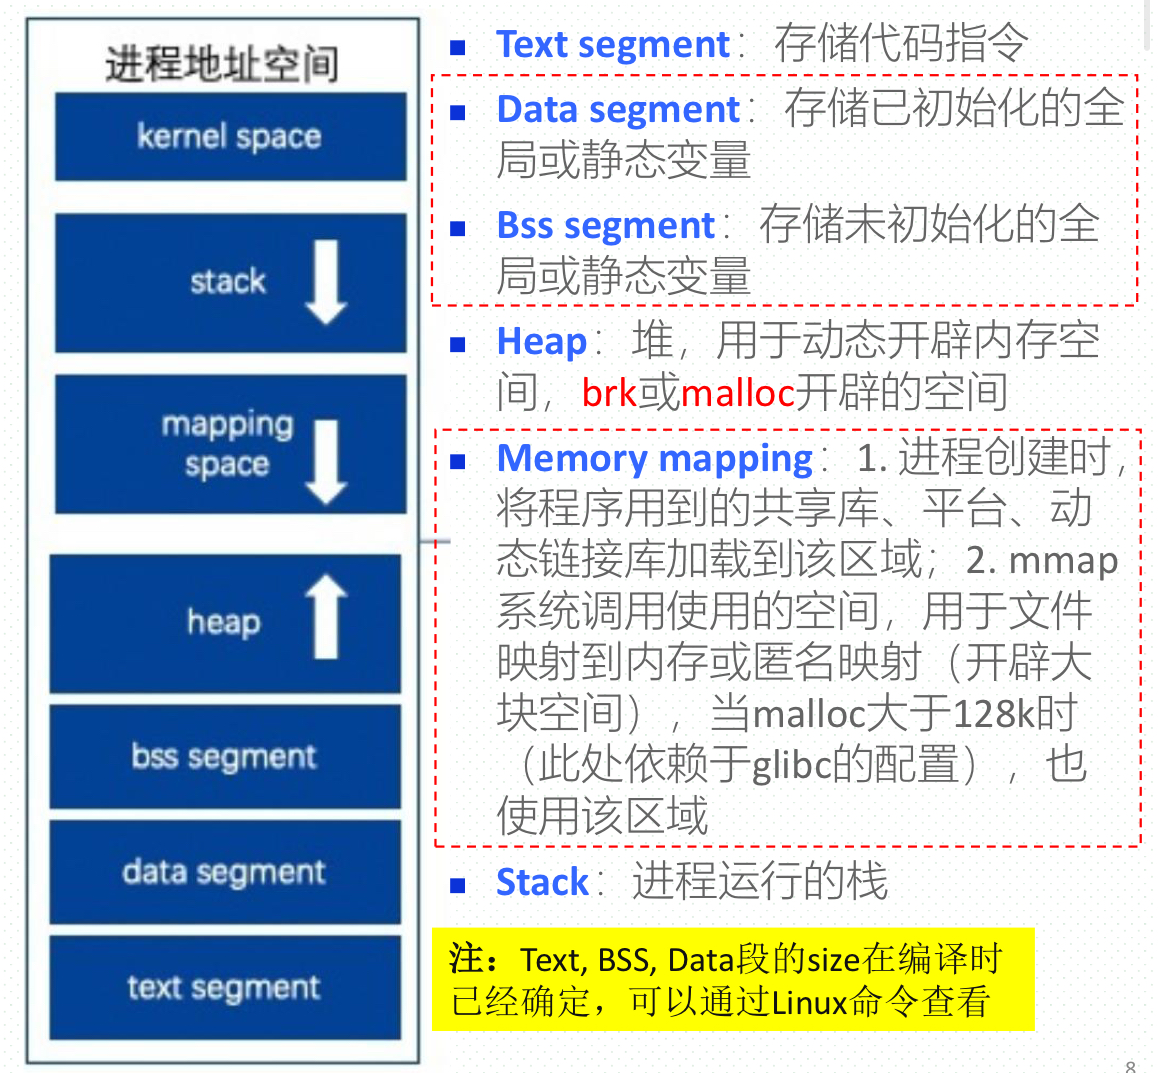 进程地址空间
kernel space
stack
mapping
space
heap
bss segment
data segment
text segment
Text segment：存储代码指令
Data segment：存储已初始化的全
局或静态变量
Bss segment：存储未初始化的全
局或静态变量
Heap：堆，用于动态开辟内存空
间，brk或malloc开辟的空间
Memory mapping：1. 进程创建时，
将程序用到的共享库、平台、动
态链接库加载到该区域；2. mmap
系统调用使用的空间，用于文件
映射到内存或匿名映射（开辟大
块空间），当malloc大于128k时
（此处依赖于glibc的配置），也
使用该区域
Stack：进程运行的栈
注：Text, BSS, Data段的size在编译时
已经确定，可以通过Linux命令查看
8